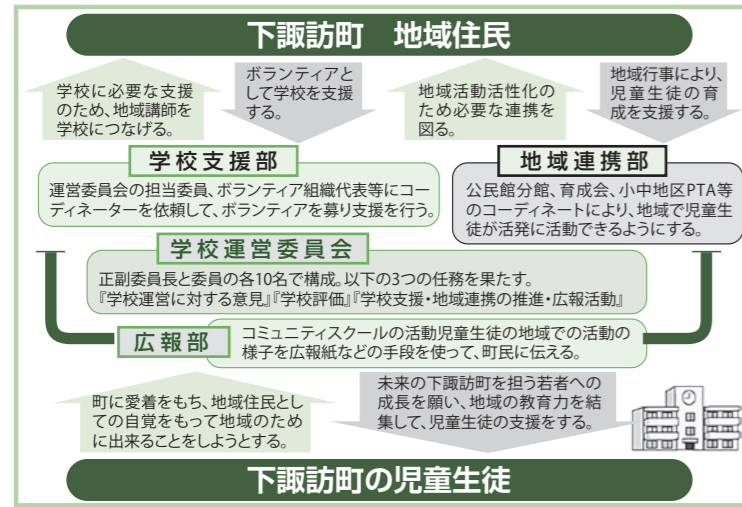 下諏訪町　地域住民
学校に必要な支援
のため、地域講師を
学校につなげる。
ボランティアと
して学校を支援
する。
地域活動活性化の
ため必要な連携を
図る。
地域行事により、
児童生徒の育
成を支援する。
学校支援部
運営委員会の担当委員、ボランティア組織代表等にコー
ディネーターを依頼して、ボランティアを募り支援を行う。
地域連携部
公民館分館、育成会、小中地区PTA等
のコーディネートにより、地域で児童生
徒が活発に活動できるようにする。
学校運営委員会
正副委員長と委員の各10名で構成。以下の3つの任務を果たす。
『学校運営に対する意見』『学校評価』『学校支援・地域連携の推進・広報活動』
広報部
コミュニティスクールの活動児童生徒の地域での活動の
様子を広報紙などの手段を使って、町民に伝える。
町に愛着をもち、地域住民とし
ての自覚をもって地域のため
に出来ることをしようとする。
未来の下諏訪町を担う若者への
成長を願い、地域の教育力を結
集して、児童生徒の支援をする。
下諏訪町の児童生徒